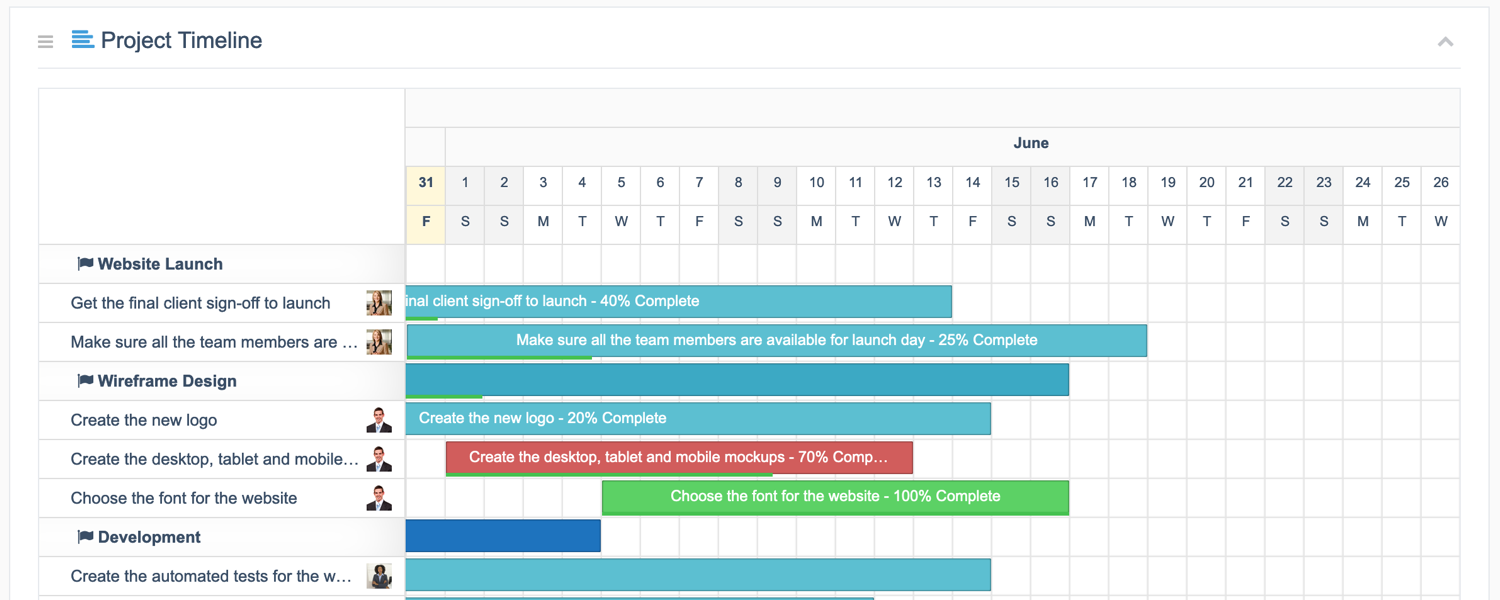 Project Timeline
June
31 1 2 3 4 5 6 7 8 9 10 11 12 13 14 15 16 17 18 19 20 21 22 23 24 25 26
F S S M T W T F S S M T W T F S S M T W T F S S M T W
Website Launch
Get the final client sign-off to launch
inal client sign-off to launch - 40% Complete
Make sure all the team members are ...
Make sure all the team members are available for launch day - 25% Complete
Wireframe Design
Create the new logo
Create the new logo - 20% Complete
Create the desktop, tablet and mobile...
Create the desktop, tablet and mobile mockups - 70% Comp...
Choose the font for the website
Choose the font for the website - 100% Complete
Development
Create the automated tests for the w...